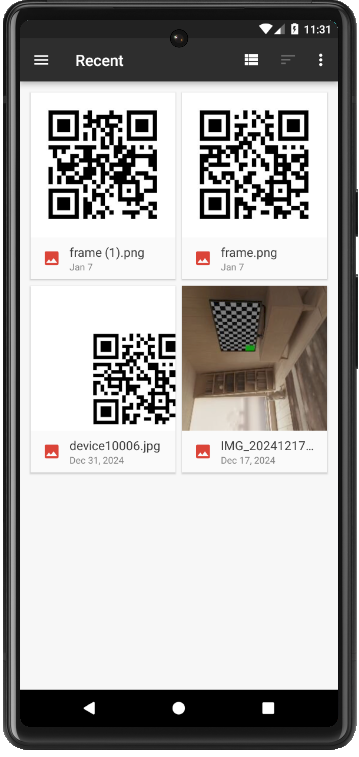 11:31
Recent
frame (1).png
Jan 7
frame.png
Jan 7
device10006.jpg
Dec 31, 2024
IMG_20241217...
Dec 17, 2024